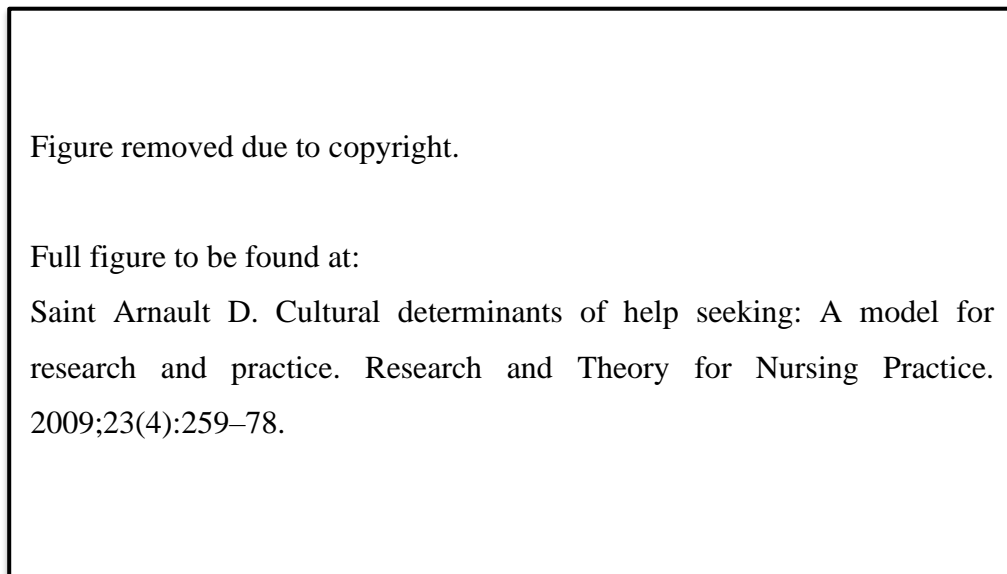 Figure removed due to copyright.
Full figure to be found at:
Saint Arnault D. Cultural determinants of help seeking: A model for
research and practice. Research and Theory for Nursing Practice.
2009;23(4):259–78.